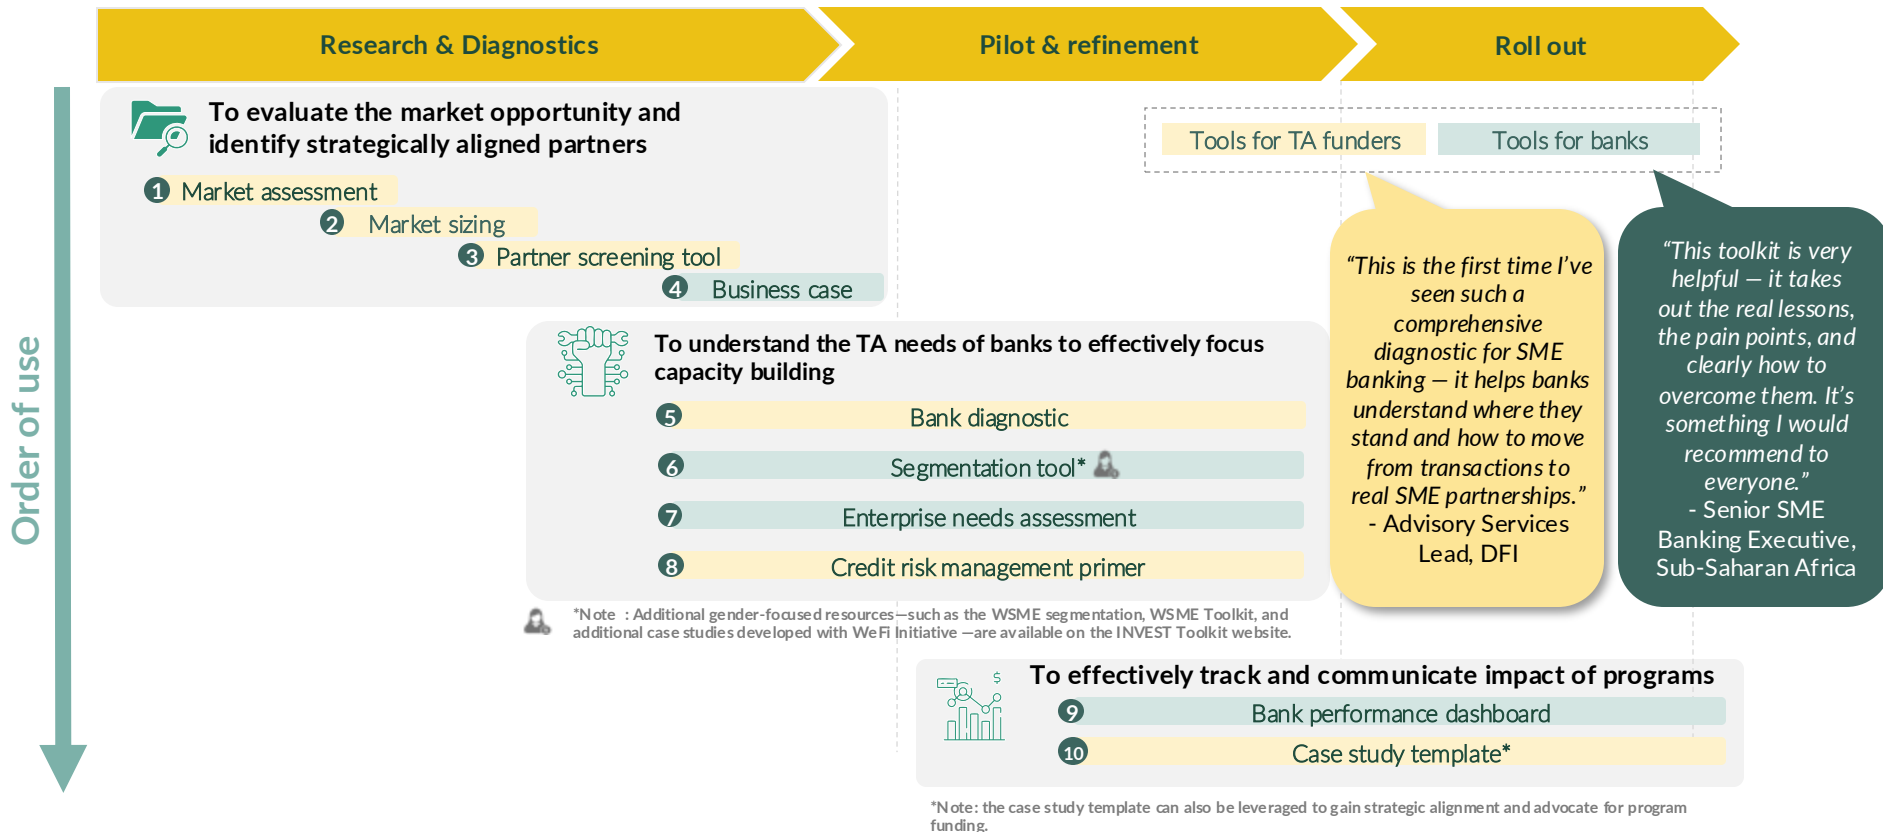 Research & Diagnostics
Pilot & refinement
Roll out
Order of use
To evaluate the market opportunity and
identify strategically aligned partners
1 Market assessment
2 Market sizing
3 Partner screening tool
4 Business case
Tools for TA funders
Tools for banks
To understand the TA needs of banks to effectively focus
capacity building
5 Bank diagnostic
6 Segmentation tool*
7 Enterprise needs assessment
8 Credit risk management primer
*Note : Additional gender-focused resources—such as the WSME segmentation, WSME Toolkit, and
additional case studies developed with WeFi Initiative —are available on the INVEST Toolkit website.
“This is the first time I’ve
seen such a
comprehensive
diagnostic for SME
banking — it helps banks
understand where they
stand and how to move
from transactions to
real SME partnerships.”
- Advisory Services
Lead, DFI
“This toolkit is very
helpful — it takes
out the real lessons,
the pain points, and
clearly how to
overcome them. It’s
something I would
recommend to
everyone.”
- Senior SME
Banking Executive,
Sub-Saharan Africa
To effectively track and communicate impact of programs
9 Bank performance dashboard
10 Case study template*
*Note: the case study template can also be leveraged to gain strategic alignment and advocate for program
funding.